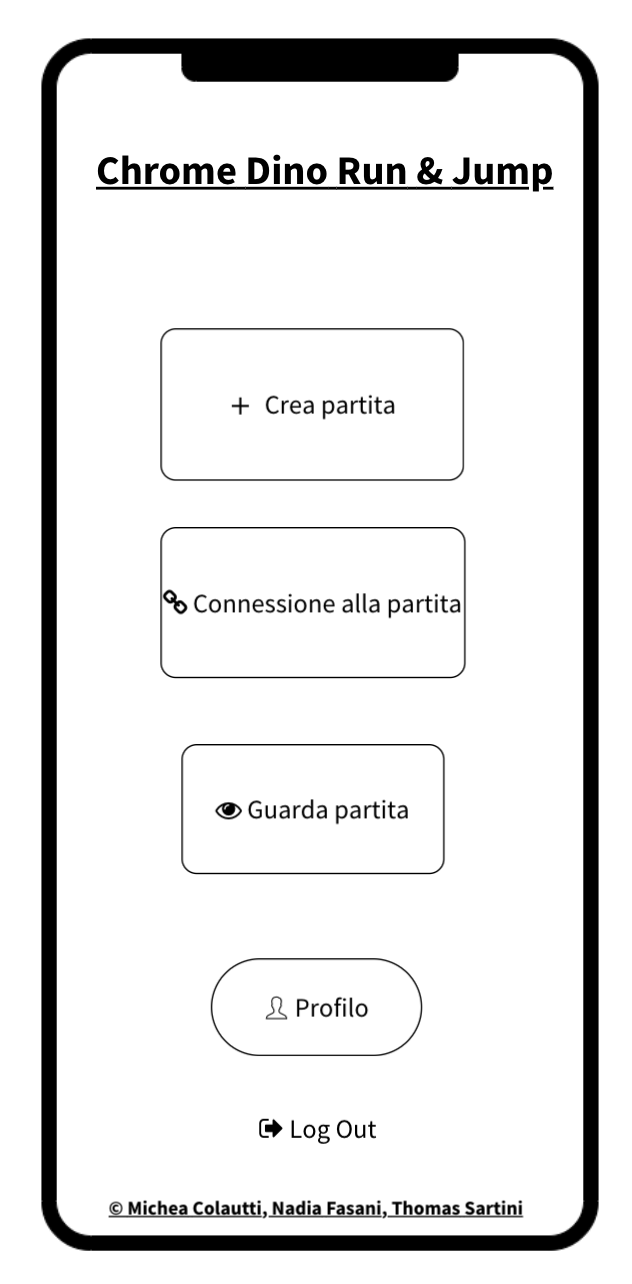 Chrome Dino Run & Jump
Crea partita
Connessione alla partita
Guarda partita
Profilo
Log Out
© Michea Colautti, Nadia Fasani, Thomas Sartini